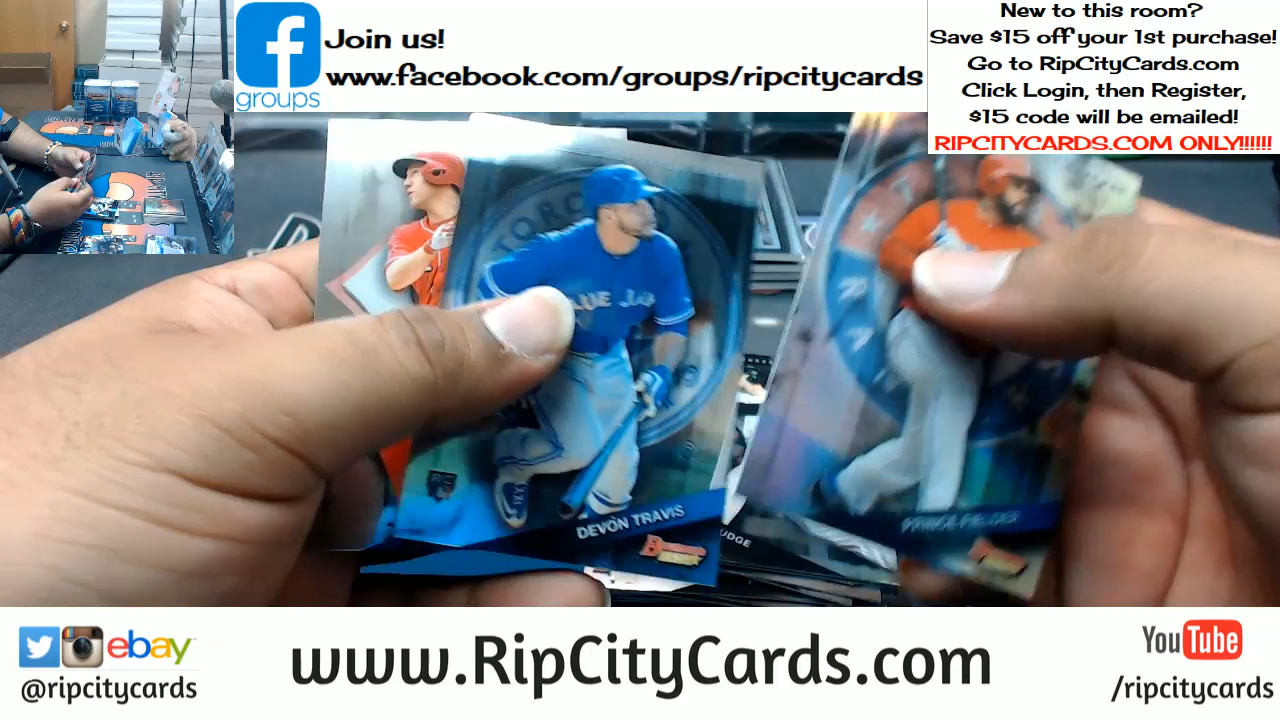 Join us!
www.facebook.com/groups/ripcitycards
groups
New to this room?
Save $15 off your 1st purchase!
Go to RipCityCards.com
Click Login, then Register,
$15 code will be emailed!
RIPCITYCARDS.COM ONLY!!!!!!
DEVON TRAVIS
PRINCE FIELDER
UDGE
ebay
@ripcitycards
www.RipCityCards.com
YouTube
/ripcitycards